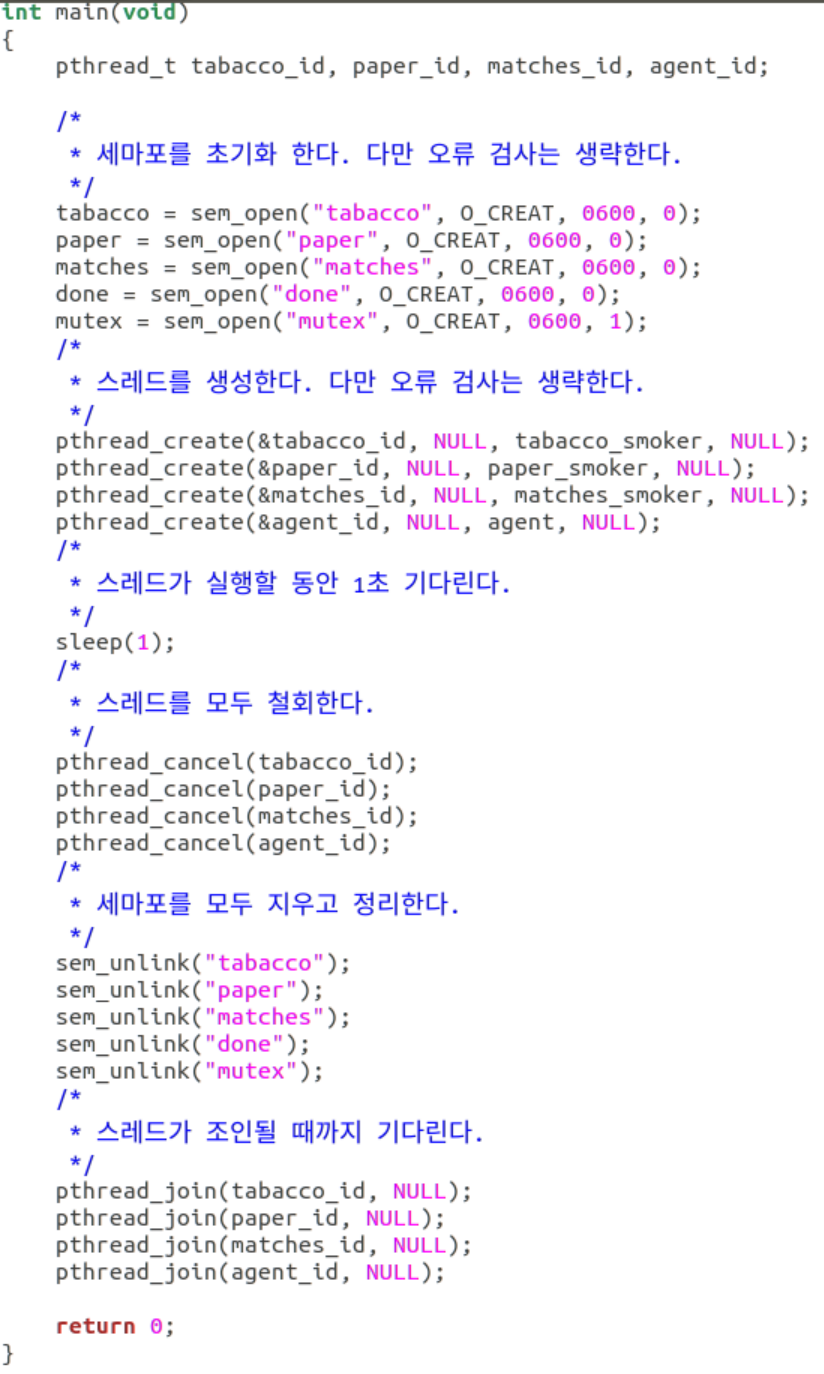 int main(void)
{
    pthread_t tabacco_id, paper_id, matches_id, agent_id;

    /*
     * 세마포를 초기화 한다. 다만 오류 검사는 생략한다.
     */
    tabacco = sem_open("tabacco", O_CREAT, 0600, 0);
    paper = sem_open("paper", O_CREAT, 0600, 0);
    matches = sem_open("matches", O_CREAT, 0600, 0);
    done = sem_open("done", O_CREAT, 0600, 0);
    mutex = sem_open("mutex", O_CREAT, 0600, 1);
    /*
     * 스레드를 생성한다. 다만 오류 검사는 생략한다.
     */
    pthread_create(&tabacco_id, NULL, tabacco_smoker, NULL);
    pthread_create(&paper_id, NULL, paper_smoker, NULL);
    pthread_create(&matches_id, NULL, matches_smoker, NULL);
    pthread_create(&agent_id, NULL, agent, NULL);
    /*
     * 스레드가 실행할 동안 1초 기다린다.
     */
    sleep(1);
    /*
     * 스레드를 모두 철회한다.
     */
    pthread_cancel(tabacco_id);
    pthread_cancel(paper_id);
    pthread_cancel(matches_id);
    pthread_cancel(agent_id);
    /*
     * 세마포를 모두 지우고 정리한다.
     */
    sem_unlink("tabacco");
    sem_unlink("paper");
    sem_unlink("matches");
    sem_unlink("done");
    sem_unlink("mutex");
    /*
     * 스레드가 조인될 때까지 기다린다.
     */
    pthread_join(tabacco_id, NULL);
    pthread_join(paper_id, NULL);
    pthread_join(matches_id, NULL);
    pthread_join(agent_id, NULL);

    return 0;
}